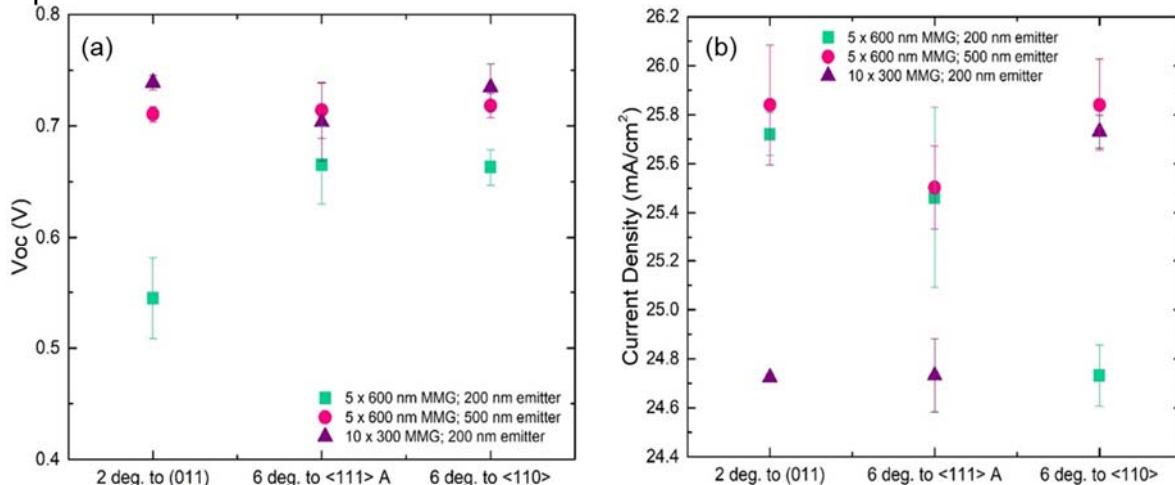 0.8
(a)
0.7
0.6
0.5
0.4
Voc (V)
5 x 600 nm MMG; 200 nm emitter
5 x 600 nm MMG; 500 nm emitter
10 x 300 MMG; 200 nm emitter
2 deg. to (011)
6 deg. to <111> A
6 deg. to <110>
26.2
(b)
5 x 600 nm MMG; 200 nm emitter
5 x 600 nm MMG; 500 nm emitter
10 x 300 MMG; 200 nm emitter
26.0
25.8
25.6
25.4
25.2
25.0
24.8
24.6
24.4
Current Density (mA/cm²)
2 deg. to (011)
6 deg. to <111> A
6 deg. to <110>